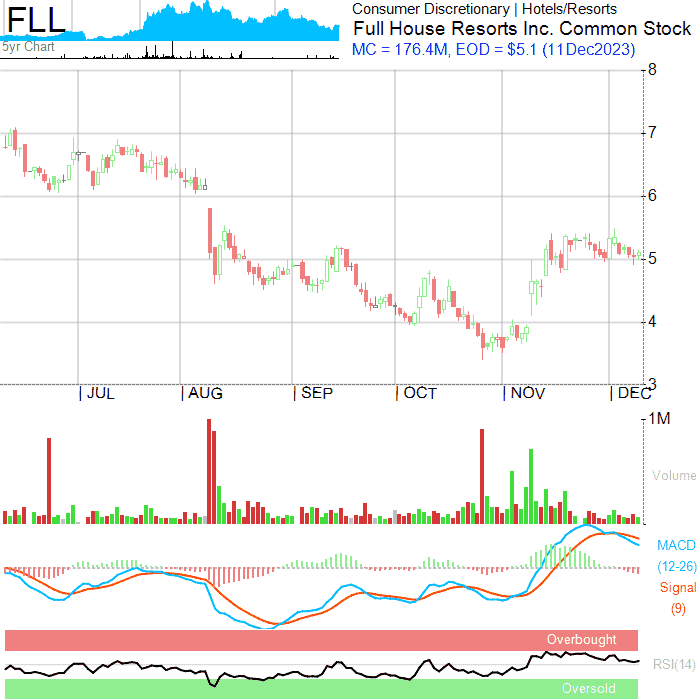 FLL
5yr Chart
Consumer Discretionary | Hotels/Resorts
Full House Resorts Inc. Common Stock
MC = 176.4M, EOD = $5.1 (11Dec2023)
8
7
6
5
4
3
| JUL | AUG | SEP | OCT | NOV | DEC
1M
Volume
MACD
(12-26)
Signal
(9)
Overbought
RSI(14)
Oversold